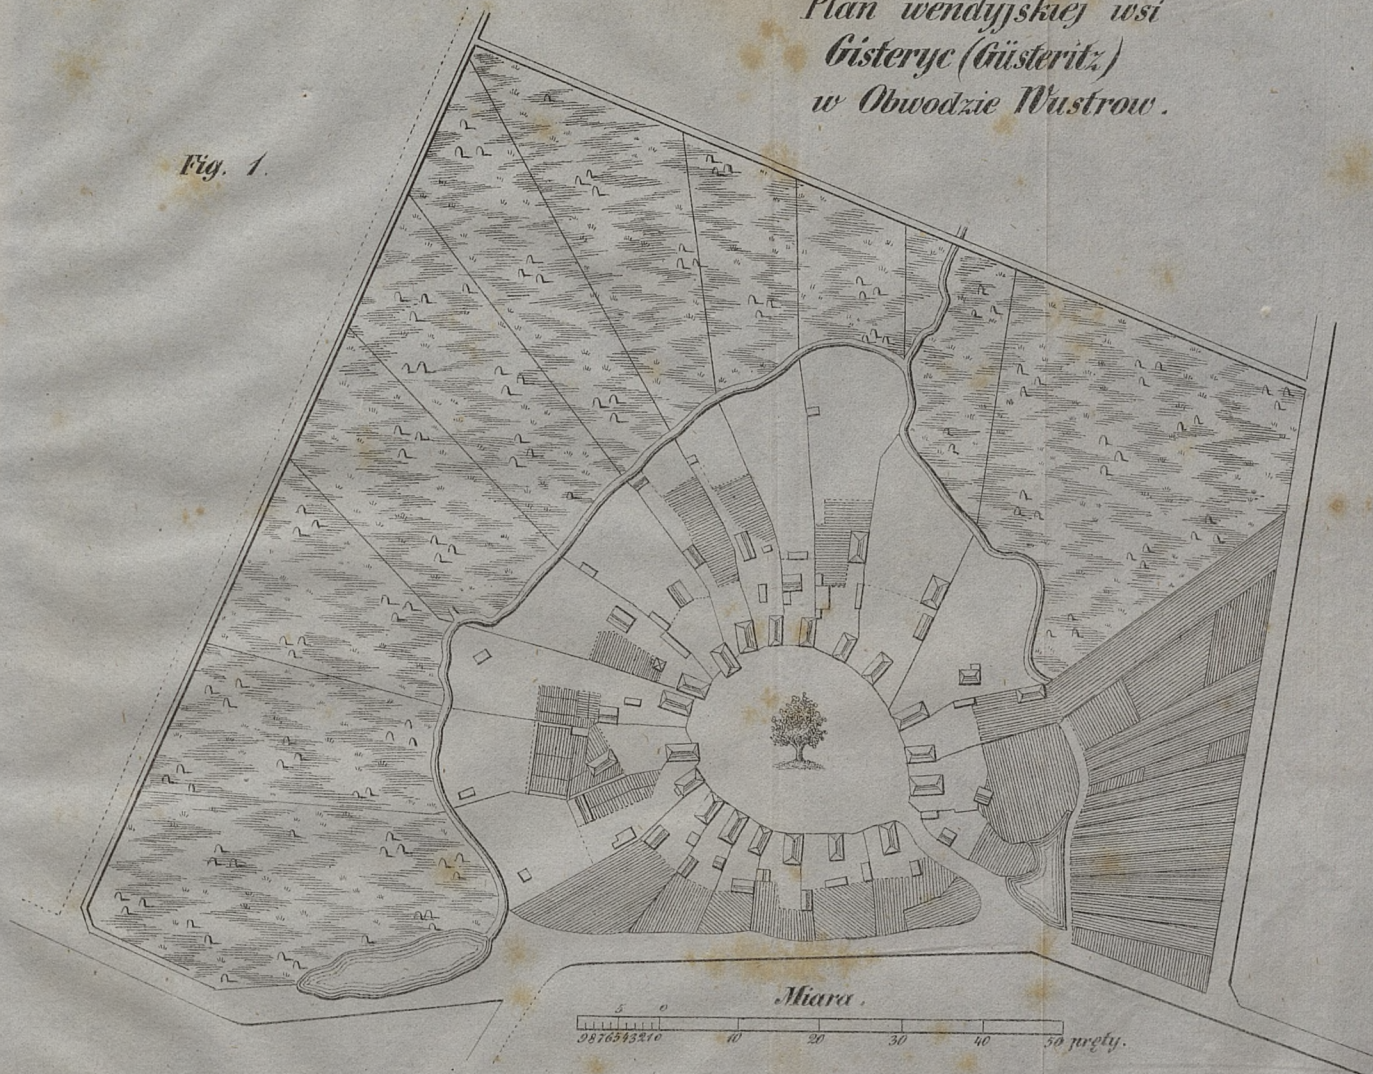 Plan wendyjskiej wsi
Gisteryc (Güsteritz)
w Obwodzie Wustrow.
Fig. 1.
Miara.
5 0
9876543210 10 20 30 40 50 pręty.